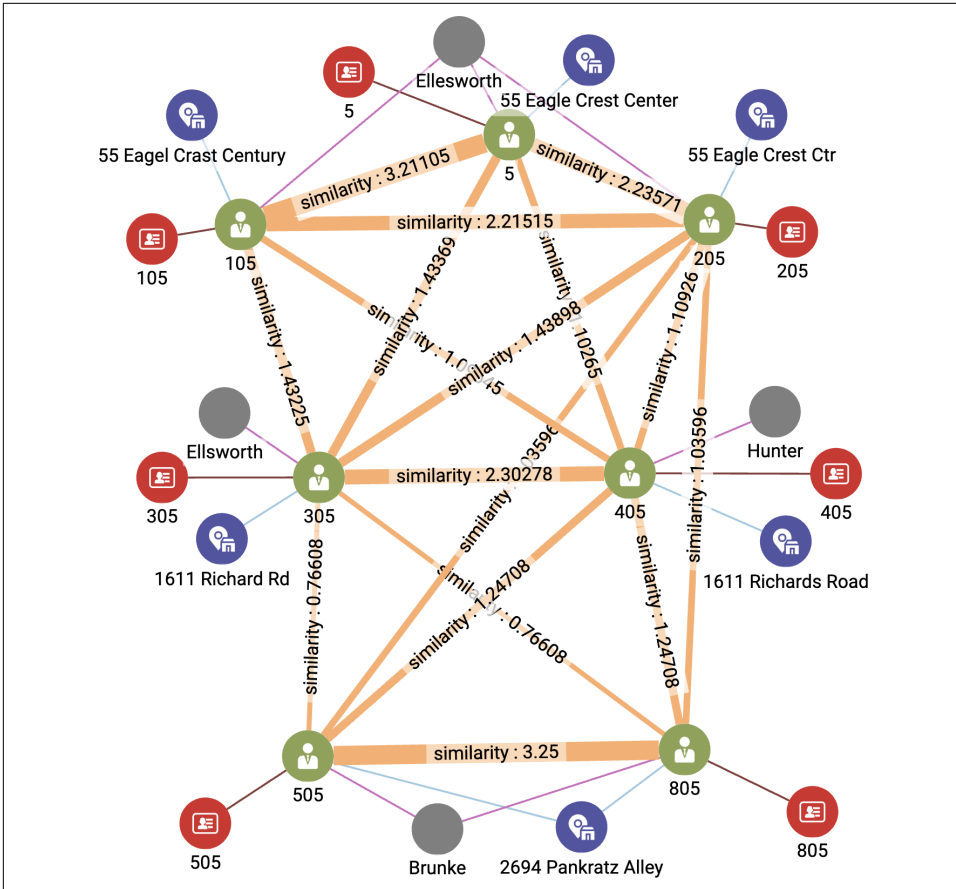 Ellesworth
5
55 Eagle Crest Center
55 Eagel Crast Century
55 Eagle Crest Ctr
5
similarity : 3.21105
similarity : 2.23571
similarity : 2.21515
105
105
205
205
similarity : 1.43369
similarity 10265
similarity : 1.10926
similarity : 1.43225
similarity : 1.43898
Ellsworth
Hunter
similarity : 1.03596
similarity : 2.30278
305
305
405
405
1611 Richard Rd
1611 Richards Road
similarity : 0.76608
similarity : 1.24708
0.76608
similarity : 1.24708
similarity : 3.25
505
805
505
Brunke
2694 Pankratz Alley
805